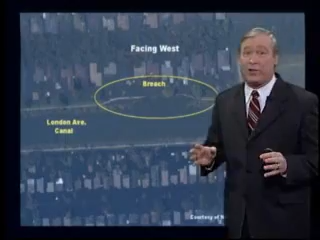 Facing West
Breach
London Ave.
Canal
Courtesy of N